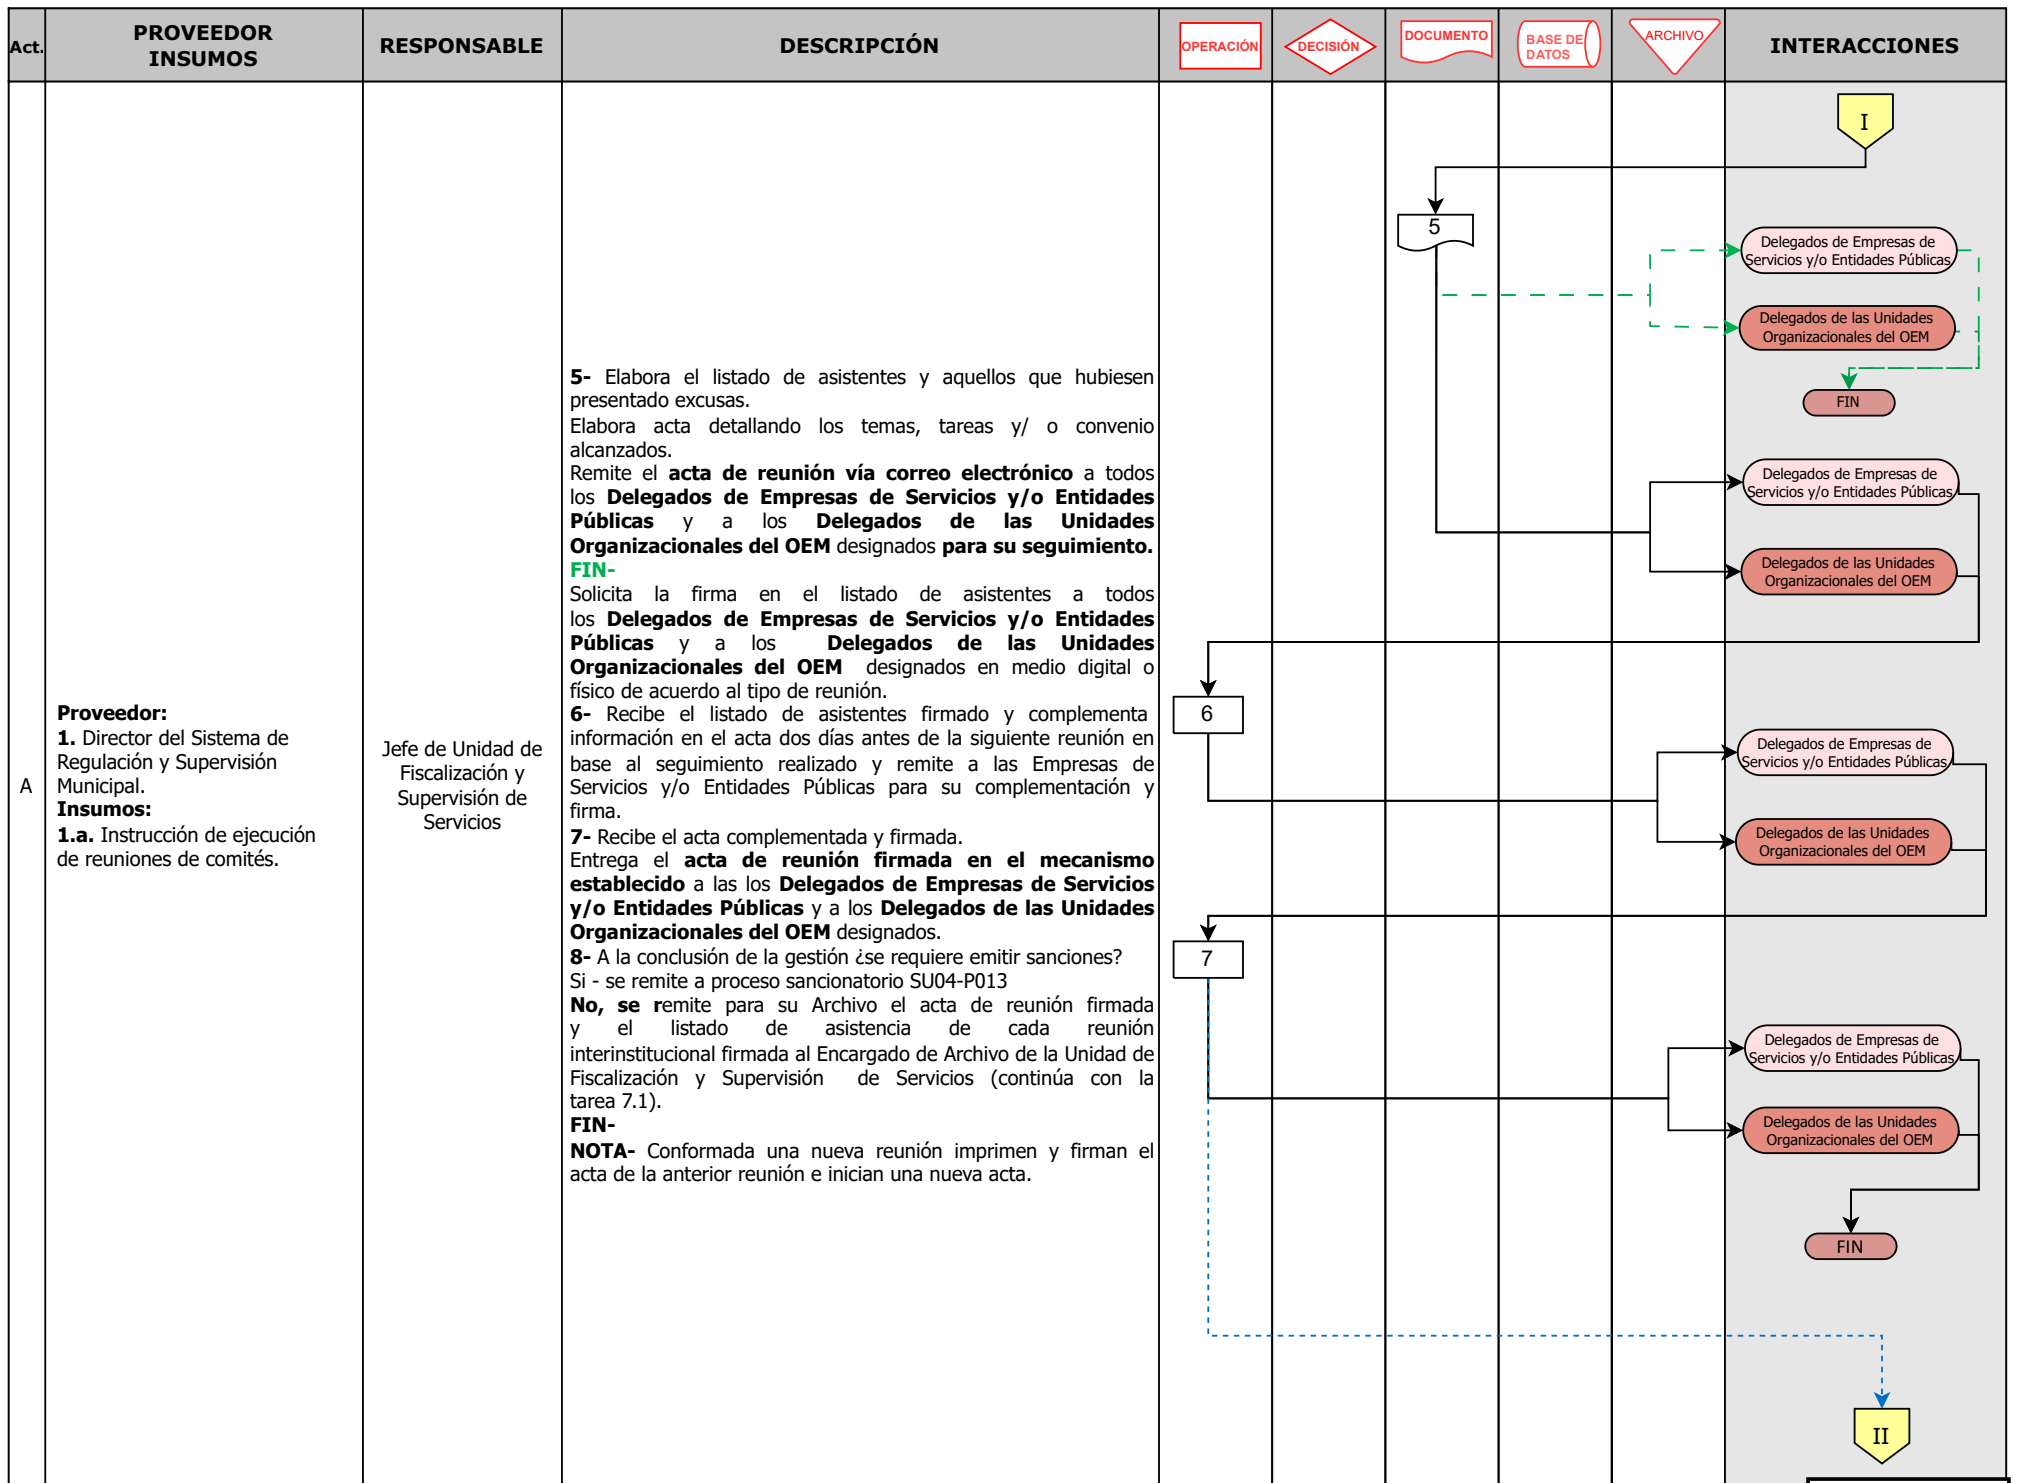 Act.
PROVEEDOR
INSUMOS
RESPONSABLE
DESCRIPCIÓN
OPERACIÓN
DECISIÓN
DOCUMENTO
BASE DE
DATOS
ARCHIVO
INTERACCIONES
A
Proveedor:
1. Director del Sistema de
Regulación y Supervisión
Municipal.
Insumos:
1.a. Instrucción de ejecución
de reuniones de comités.
Jefe de Unidad de
Fiscalización y
Supervisión de
Servicios
5- Elabora el listado de asistentes y aquellos que hubiesen
presentado excusas.
Elabora acta detallando los temas, tareas y/ o convenio
alcanzados.
Remite el acta de reunión vía correo electrónico a todos
los Delegados de Empresas de Servicios y/o Entidades
Públicas y a los Delegados de las Unidades
Organizacionales del OEM designados para su seguimiento.
FIN-
Solicita la firma en el listado de asistentes a todos
los Delegados de Empresas de Servicios y/o Entidades
Públicas y a los Delegados de las Unidades
Organizacionales del OEM designados en medio digital o
físico de acuerdo al tipo de reunión.
6- Recibe el listado de asistentes firmado y complementa
información en el acta dos días antes de la siguiente reunión en
base al seguimiento realizado y remite a las Empresas de
Servicios y/o Entidades Públicas para su complementación y
firma.
7- Recibe el acta complementada y firmada.
Entrega el acta de reunión firmada en el mecanismo
establecido a las los Delegados de Empresas de Servicios
y/o Entidades Públicas y a los Delegados de las Unidades
Organizacionales del OEM designados.
8- A la conclusión de la gestión ¿se requiere emitir sanciones?
Si - se remite a proceso sancionatorio SU04-P013
No, se remite para su Archivo el acta de reunión firmada
y el listado de asistencia de cada reunión
interinstitucional firmada al Encargado de Archivo de la Unidad de
Fiscalización y Supervisión de Servicios (continúa con la
tarea 7.1).
FIN-
NOTA- Conformada una nueva reunión imprimen y firman el
acta de la anterior reunión e inician una nueva acta.
I
5
Delegados de Empresas de
Servicios y/o Entidades Públicas
Delegados de las Unidades
Organizacionales del OEM
FIN
Delegados de Empresas de
Servicios y/o Entidades Públicas
Delegados de las Unidades
Organizacionales del OEM
6
Delegados de Empresas de
Servicios y/o Entidades Públicas
Delegados de las Unidades
Organizacionales del OEM
7
Delegados de Empresas de
Servicios y/o Entidades Públicas
Delegados de las Unidades
Organizacionales del OEM
FIN
II